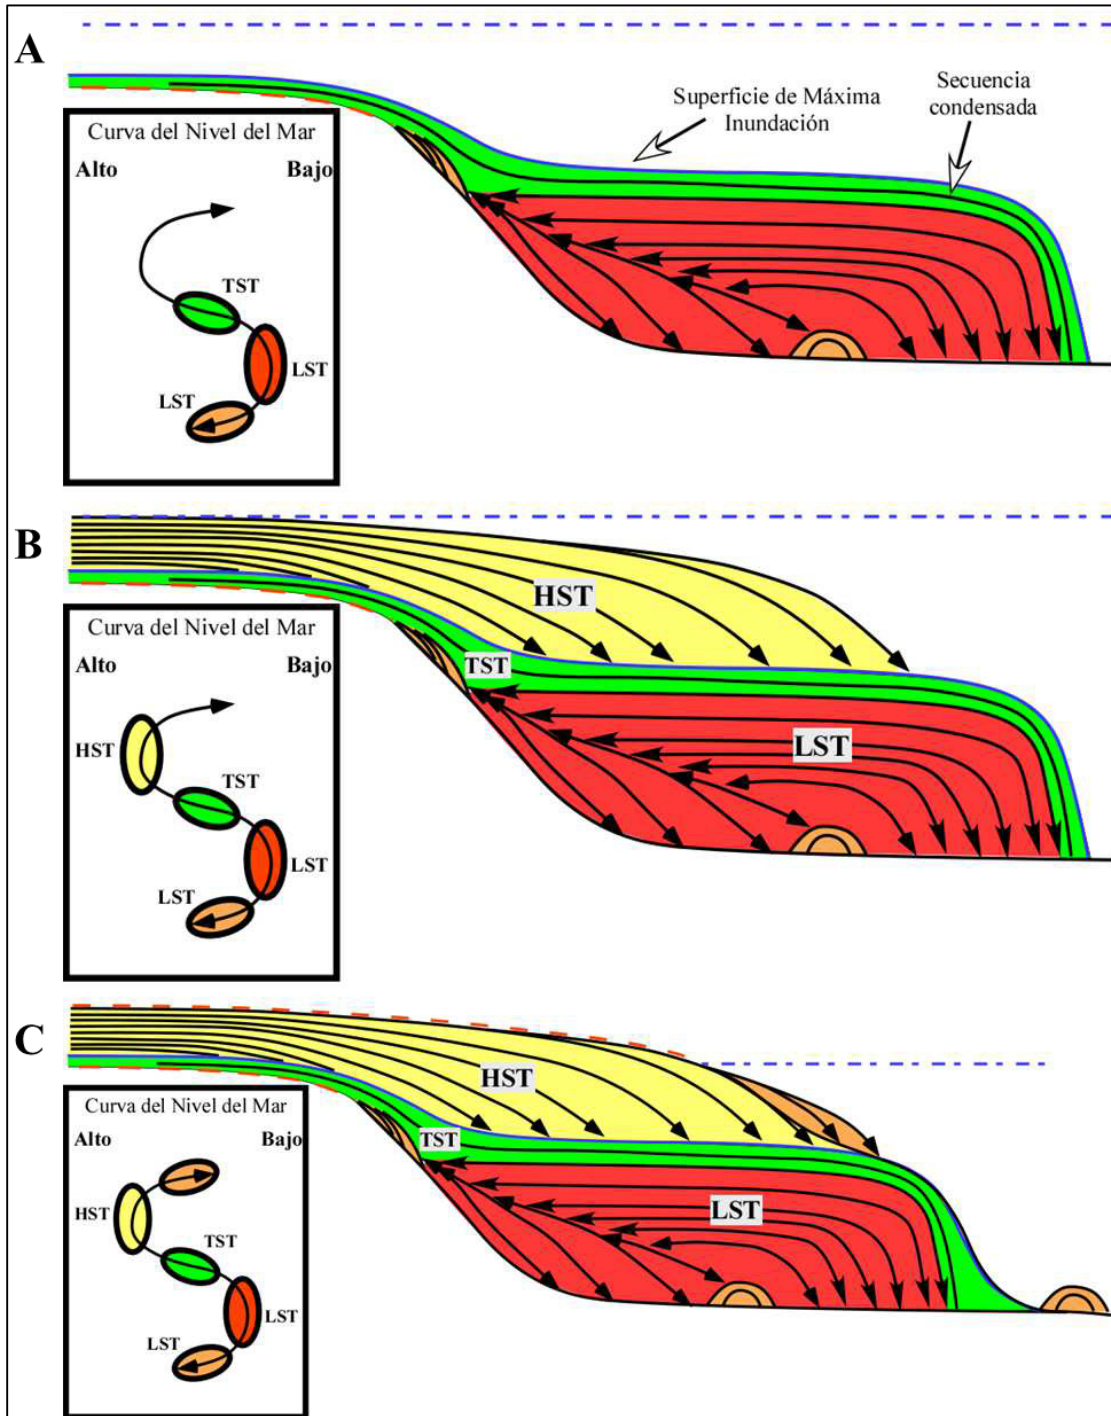 A
Superficie de Máxima
Inundación
Secuencia
condensada
Curva del Nivel del Mar
Alto
Bajo
TST
LST
LST
B
HST
TST
LST
Curva del Nivel del Mar
Alto
Bajo
HST
TST
LST
LST
C
HST
TST
LST
Curva del Nivel del Mar
Alto
Bajo
HST
TST
LST
LST